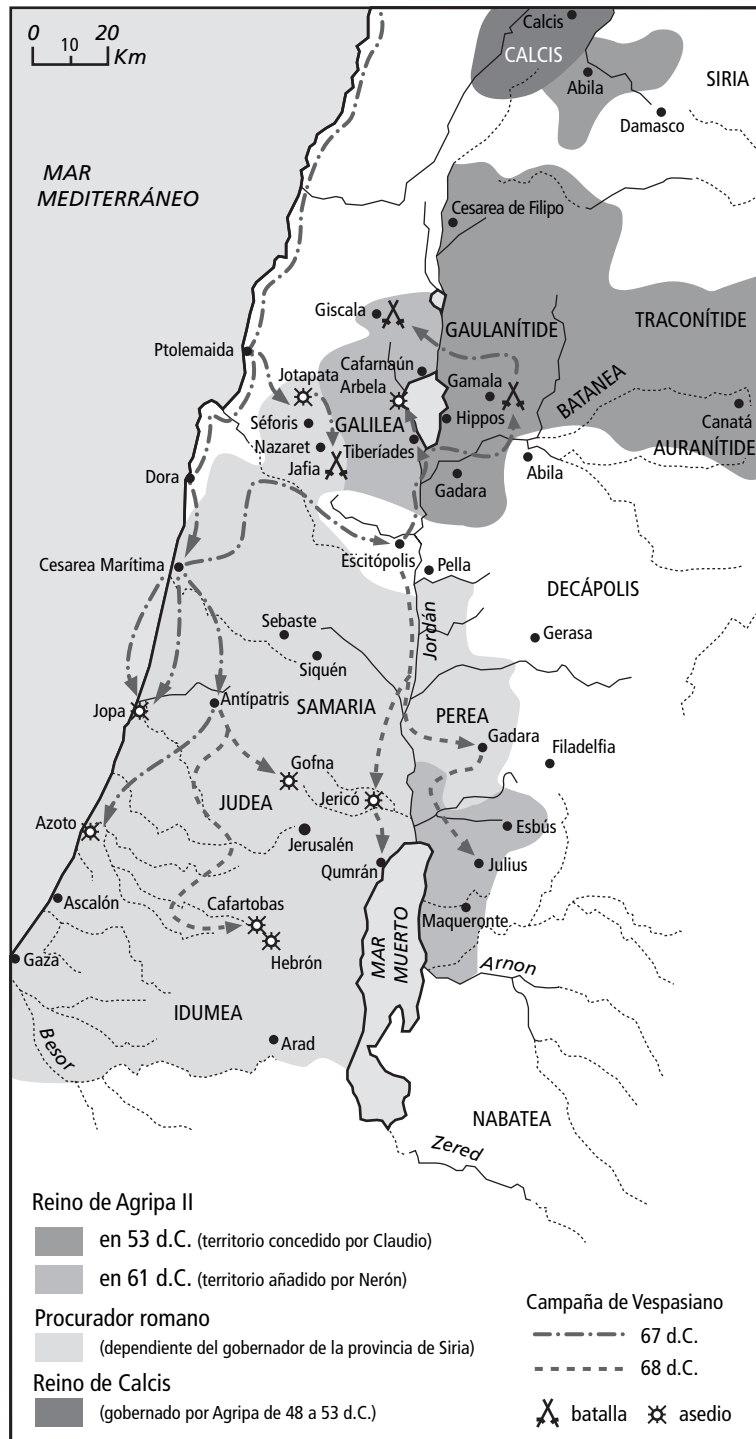 0 20
10 Km
Calcis
CALCIS
Abila
SIRIA
Damasco
MAR
MEDITERRÁNEO
Cesarea de Filipo
Giscala
GAULANÍTIDE
TRACONÍTIDE
Ptolemaida
Cafarnaún
Jotapata
Arbela
Gamala
BATANEA
Canatá
Séforis
GALILEA
Hippos
AURANÍTIDE
Nazaret
Tiberíades
Jafia
Abila
Dora
Gadara
Cesarea Marítima
Escitópolis
Pella
DECÁPOLIS
Sebaste
Jordán
Gerasa
Siquén
Antípatris
SAMARIA
Jopa
PEREA
Gadara
Filadelfia
Gofna
JUDEA
Jericó
Azoto
Esbús
Jerusalén
Qumrán
Julius
Ascalón
Cafartobas
Maqueronte
MAR
MUERTO
Gaza
Hebrón
Arnon
IDUMEA
Besor
Arad
NABATEA
Zered
Reino de Agripa II
en 53 d.C. (territorio concedido por Claudio)
en 61 d.C. (territorio añadido por Nerón)
Procurador romano
(dependiente del gobernador de la provincia de Siria)
Reino de Calcis
(gobernado por Agripa de 48 a 53 d.C.)
Campaña de Vespasiano
67 d.C.
68 d.C.
batalla asedio